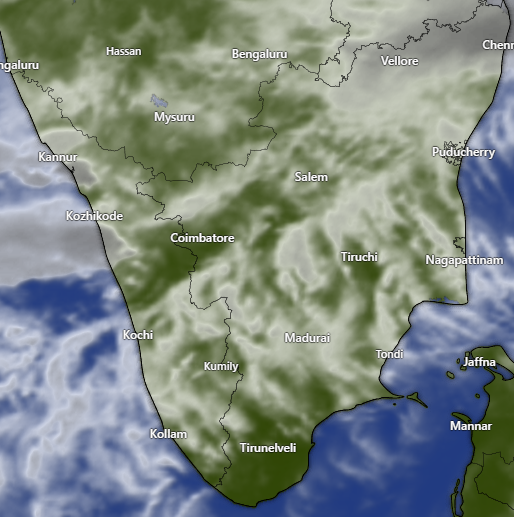 Hassan
Bengaluru
Chenn
ngaluru
Vellore
Mysuru
Kannur
Puducherry
Salem
Kozhikode
Coimbatore
Tiruchi
Nagapattinam
Kochi
Madurai
Tondi
Kumily
Jaffna
Mannar
Kollam
Tirunelveli